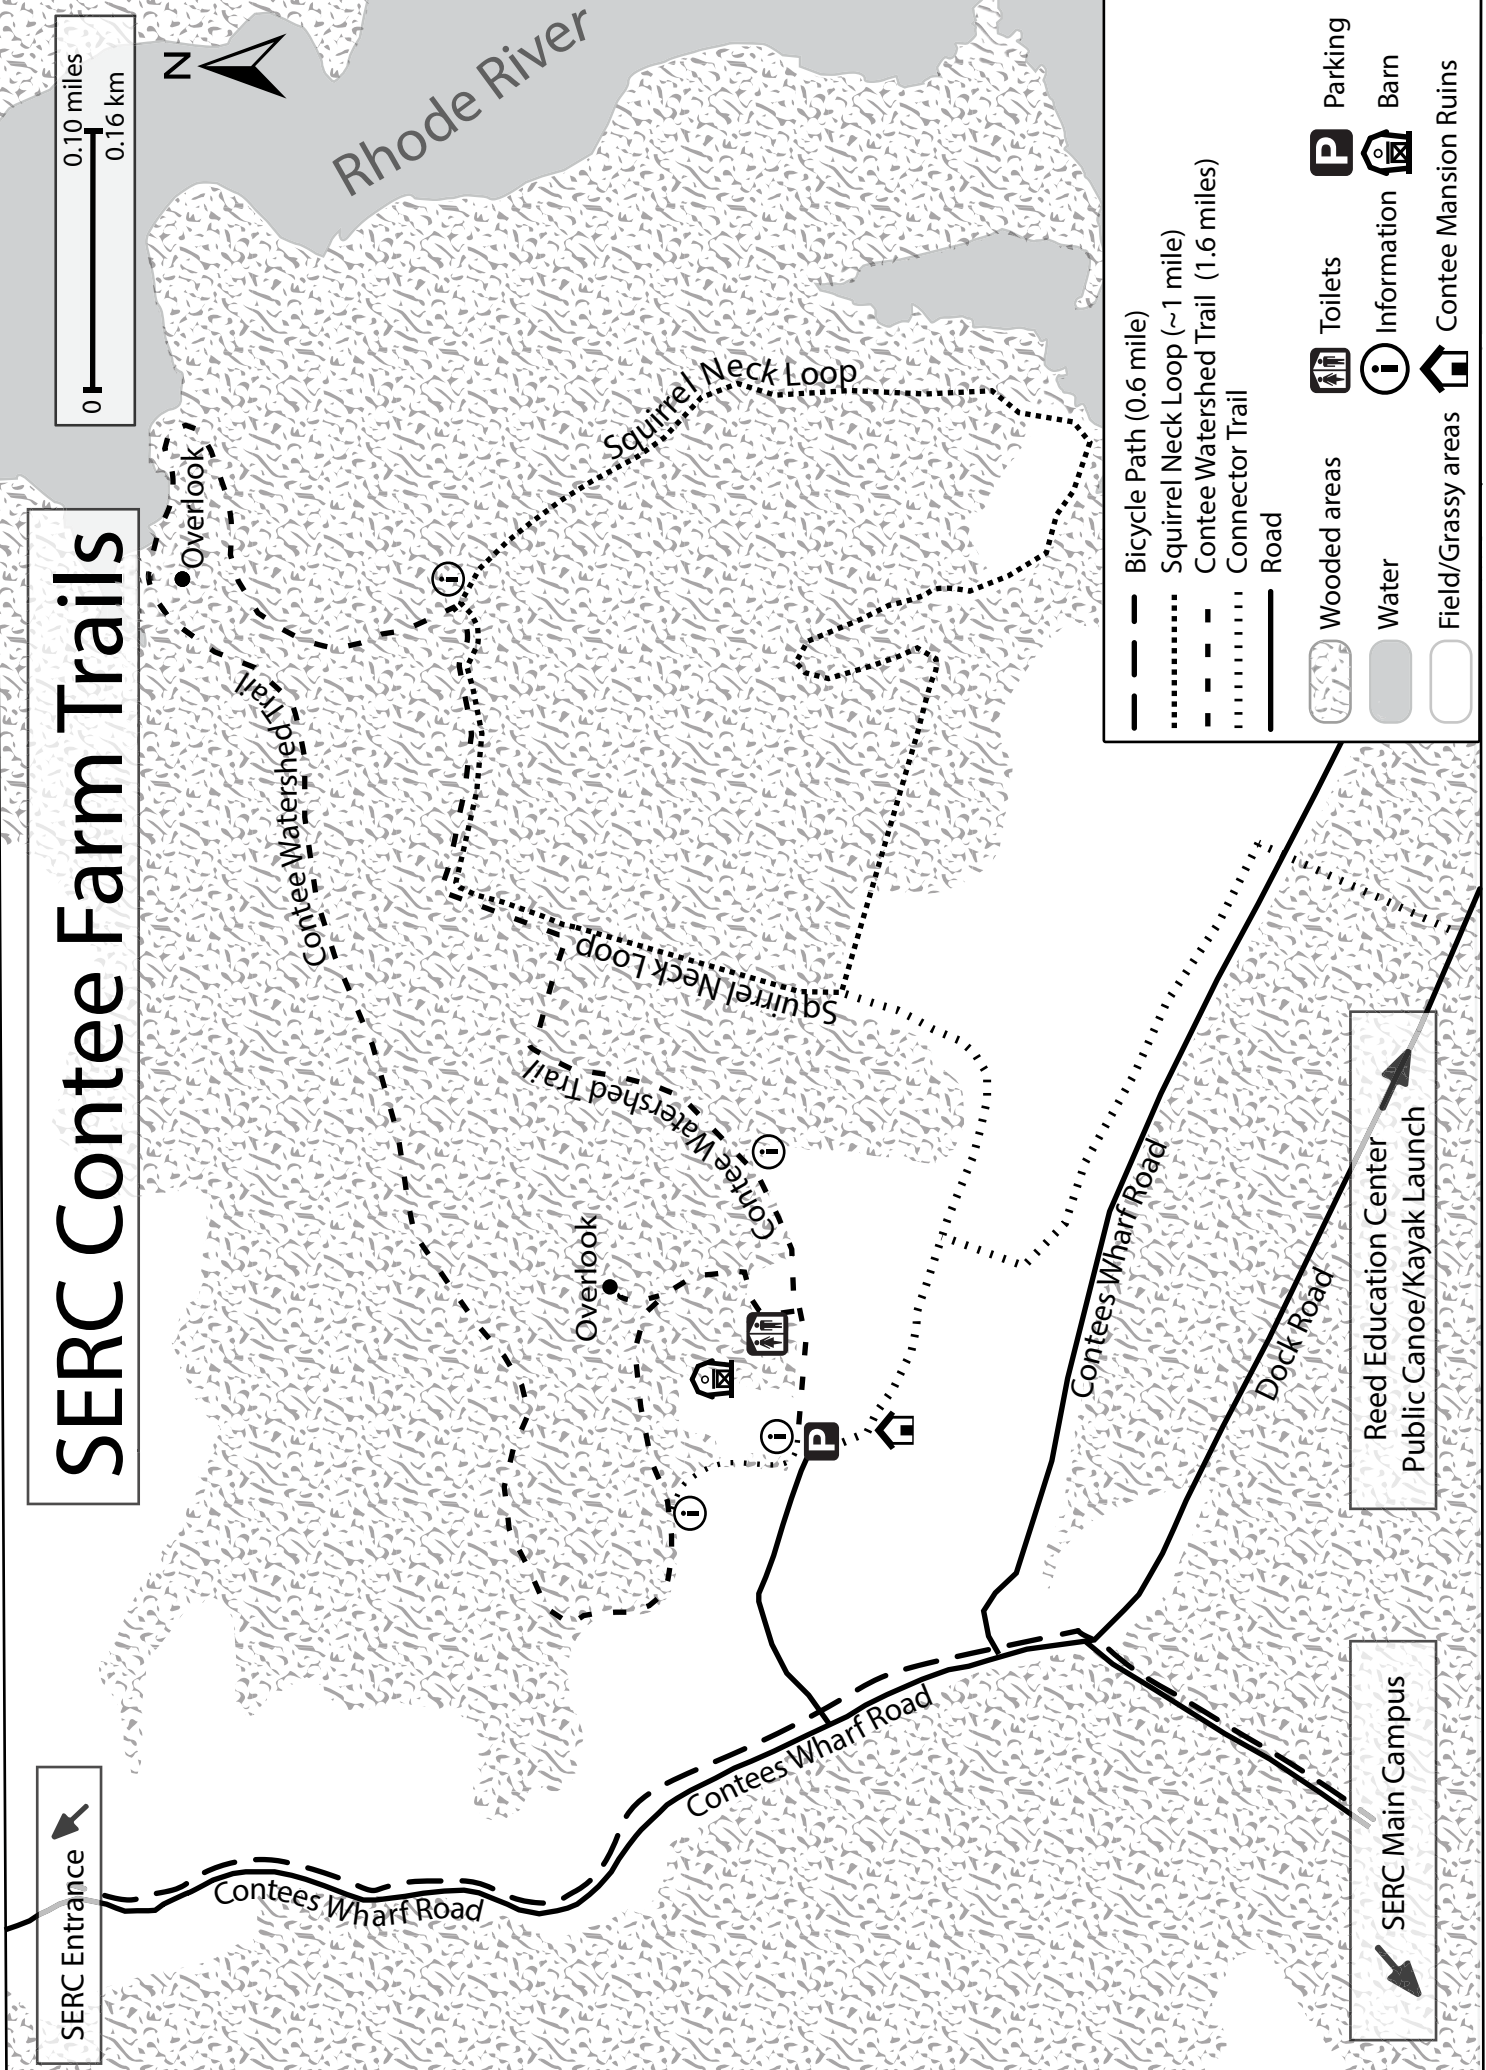 SERC Contee Farm Trails
0
0.10 miles
0.16 km
N
Rhode River
SERC Entrance
Overlook
Contee Watershed Trail
Squirrel Neck Loop
Squirrel Neck Loop
Contee Watershed Trail
Overlook
i
i
i
i
P
Contees Wharf Road
Contees Wharf Road
Contees Wharf Road
Dock Road
SERC Main Campus
Reed Education Center
Public Canoe/Kayak Launch
Bicycle Path (0.6 mile)
Squirrel Neck Loop (~1 mile)
Contee Watershed Trail (1.6 miles)
Connector Trail
Road
Wooded areas
Water
Field/Grassy areas
Toilets
i Information
Contee Mansion Ruins
P Parking
Barn